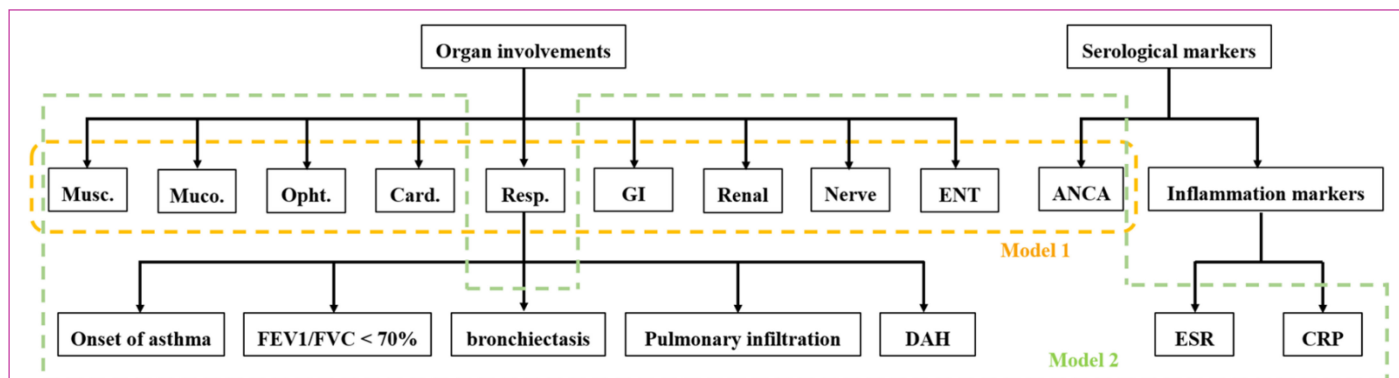 Organ involvements
Serological markers
Musc.
Muco.
Opht.
Card.
Resp.
GI
Renal
Nerve
ENT
ANCA
Inflammation markers
Model 1
Onset of asthma
FEV1/FVC < 70%
bronchiectasis
Pulmonary infiltration
DAH
ESR
CRP
Model 2